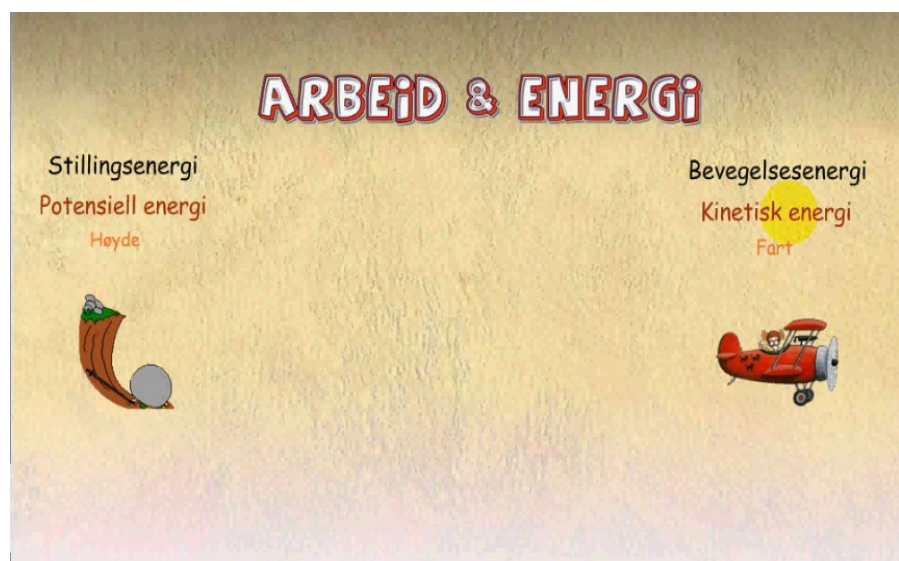 ARBEiD & ENERGi
Stillingsenergi
Potensiell energi
Høyde
Bevegelsesenergi
Kinetisk energi
Fart